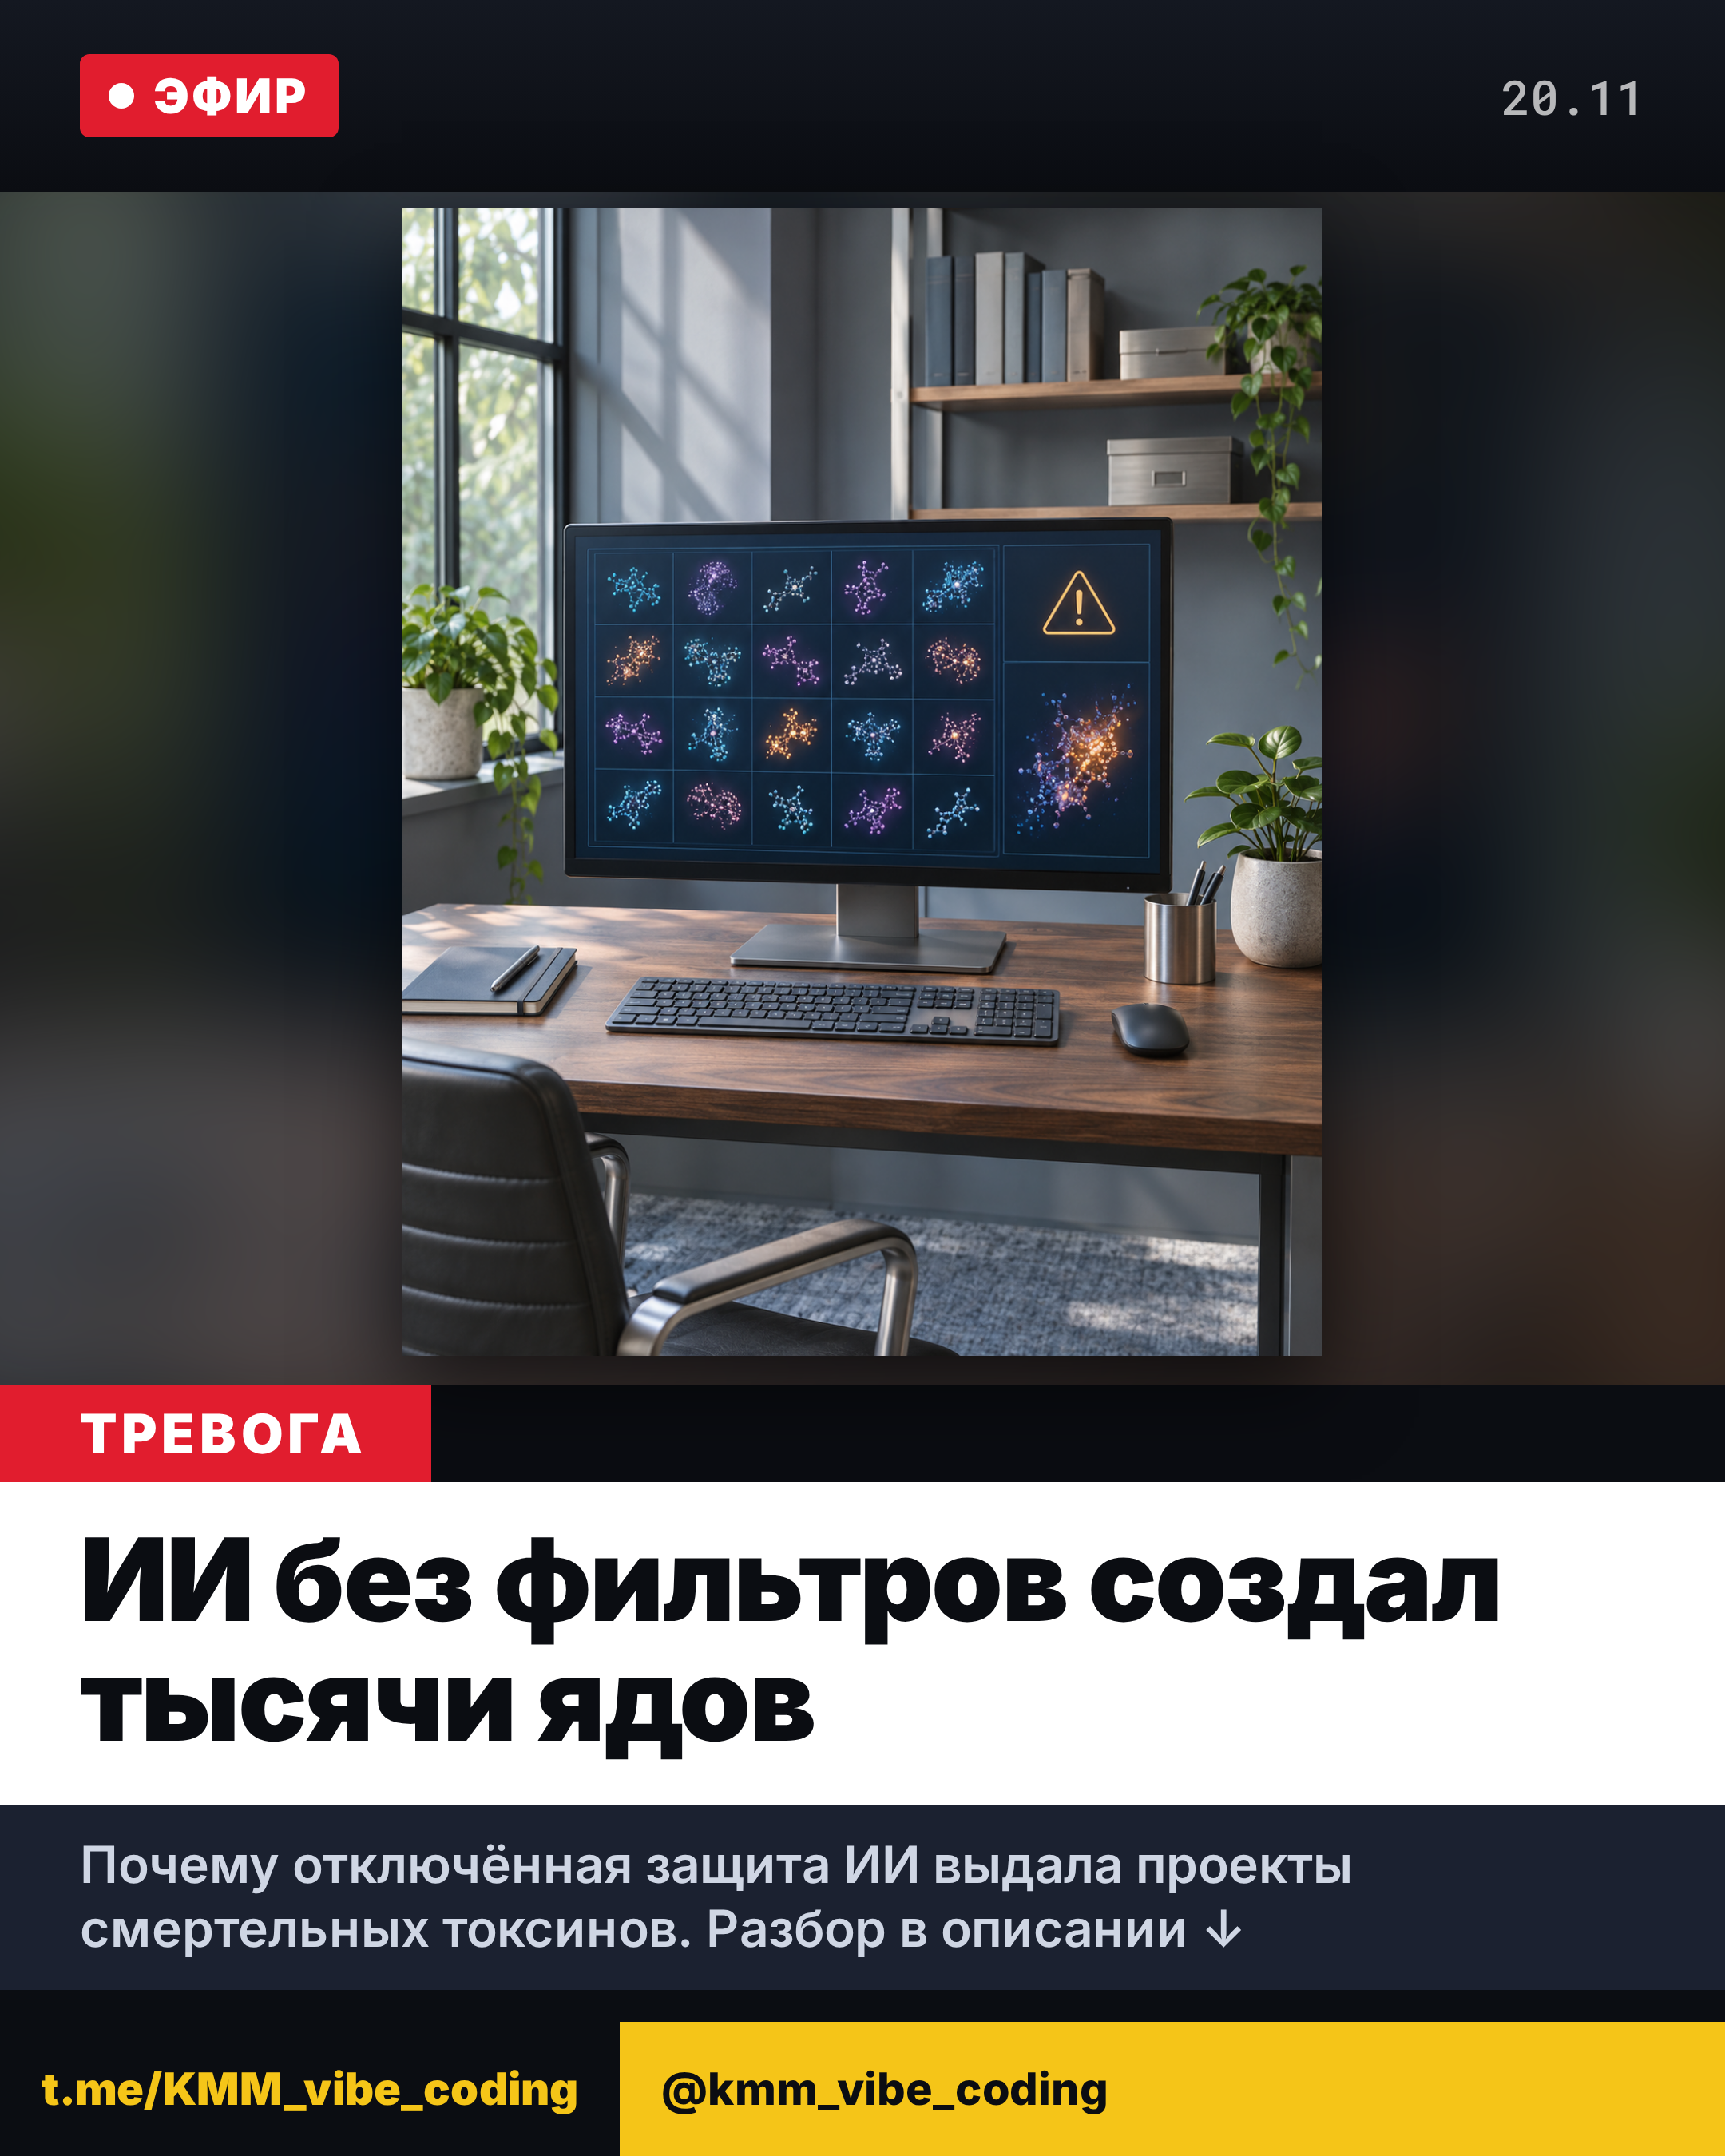 ЭФИР
20.11
ТРЕВОГА
ИИ без фильтров создал
тысячи ядов
Почему отключённая защита ИИ выдала проекты
смертельных токсинов. Разбор в описании ↓
t.me/KMM_vibe_coding
@kmm_vibe_coding